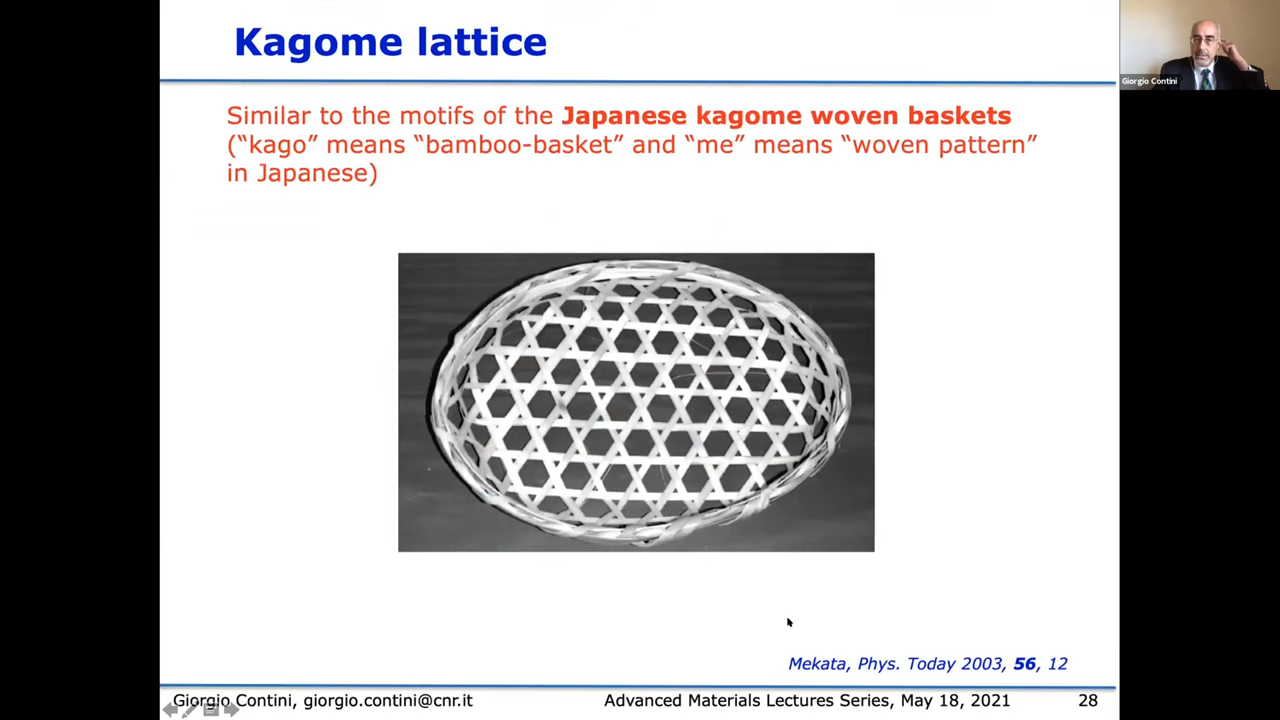 Kagome lattice
Giorgio Contini
Similar to the motifs of the Japanese kagome woven baskets
(“kago” means “bamboo-basket” and “me” means “woven pattern”
in Japanese)
Mekata, Phys. Today 2003, 56, 12
Giorgio Contini, giorgio.contini@cnr.it
Advanced Materials Lectures Series, May 18, 2021
28